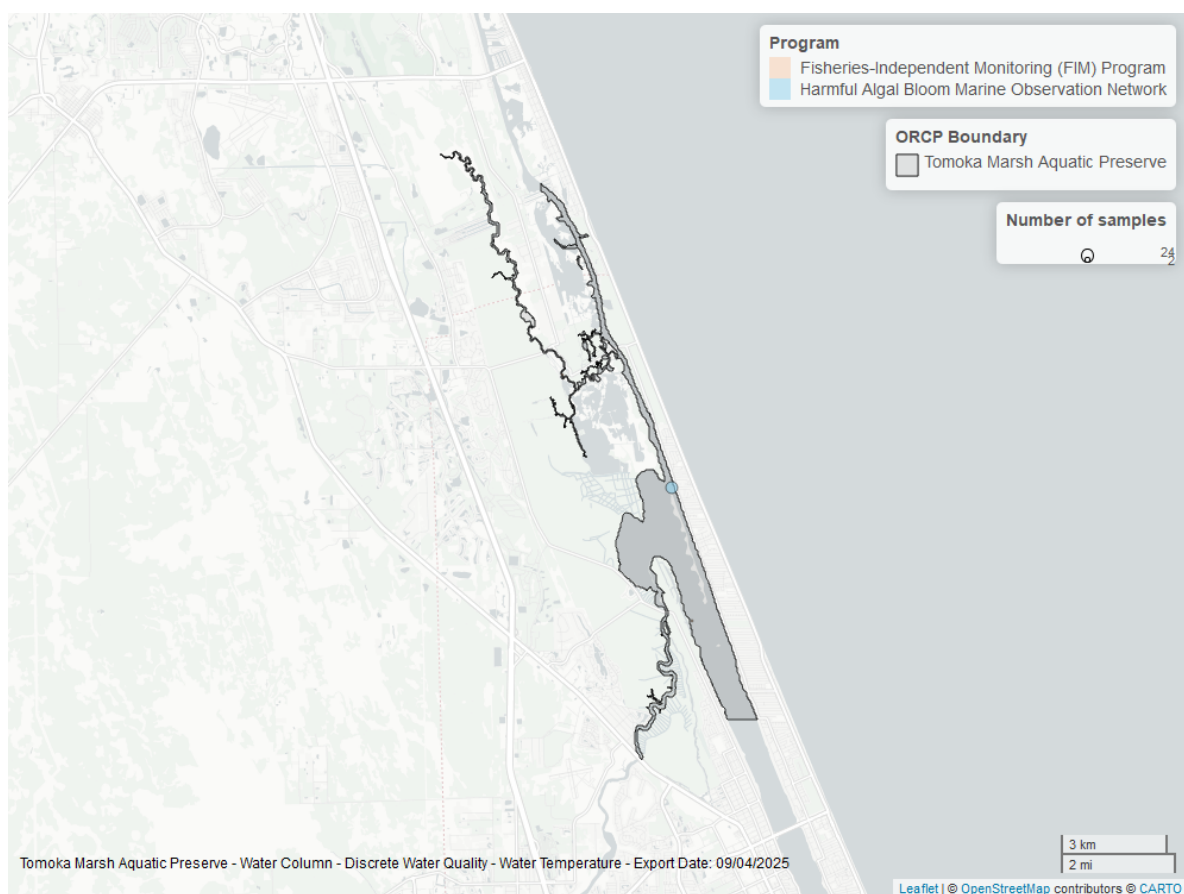 Program
Fisheries-Independent Monitoring (FIM) Program
Harmful Algal Bloom Marine Observation Network
ORCP Boundary
Tomoka Marsh Aquatic Preserve
Number of samples
24
2
3 km
2 mi
Tomoka Marsh Aquatic Preserve - Water Column - Discrete Water Quality - Water Temperature - Export Date: 09/04/2025
Leaflet | © OpenStreetMap contributors © CARTO